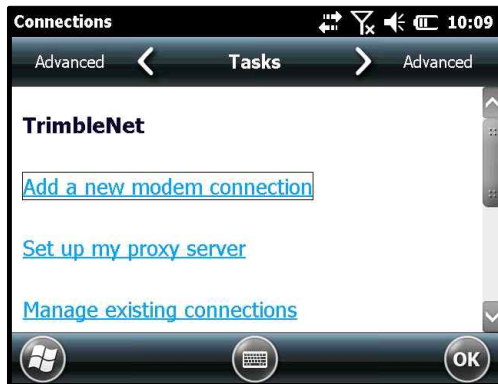 Connections 10:09
Advanced Tasks Advanced
TrimbleNet
Add a new modem connection
Set up my proxy server
Manage existing connections
OK